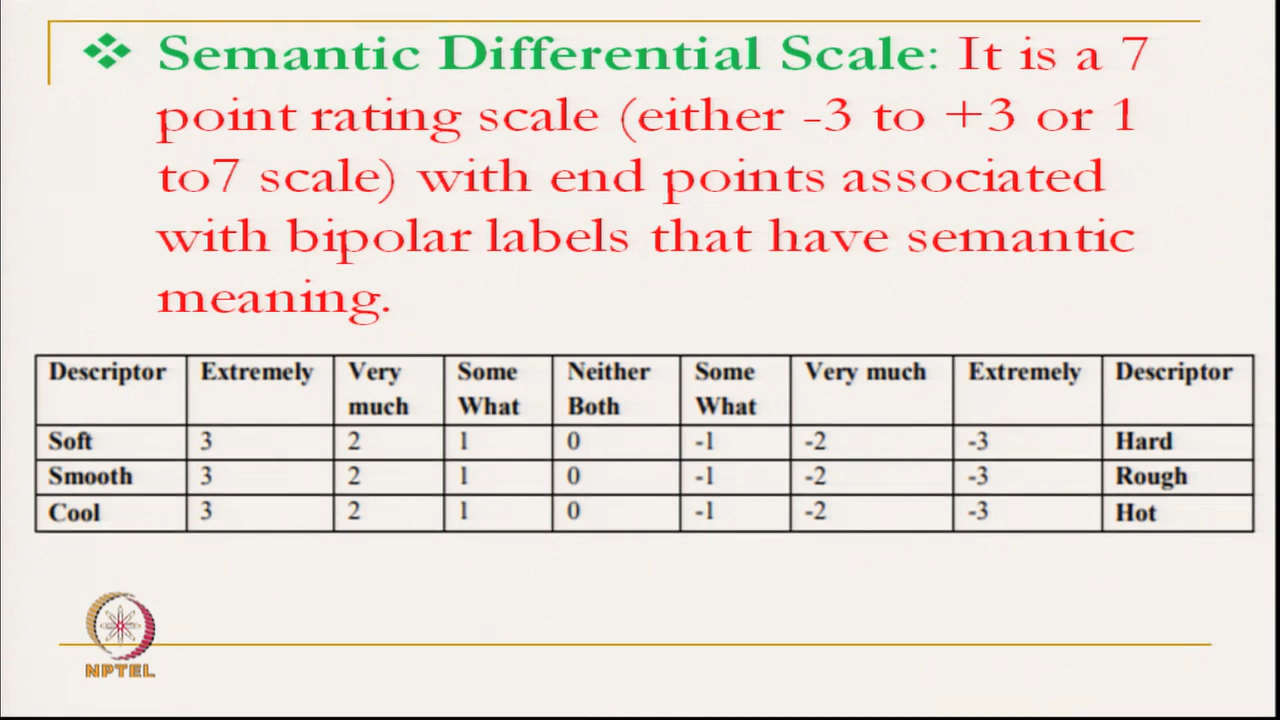 ❖ Semantic Differential Scale: It is a 7
point rating scale (either -3 to +3 or 1
to7 scale) with end points associated
with bipolar labels that have semantic
meaning.
Descriptor Extremely Very much Some What Neither Both Some What Very much Extremely Descriptor
Soft 3 2 1 0 -1 -2 -3 Hard
Smooth 3 2 1 0 -1 -2 -3 Rough
Cool 3 2 1 0 -1 -2 -3 Hot
NPTEL